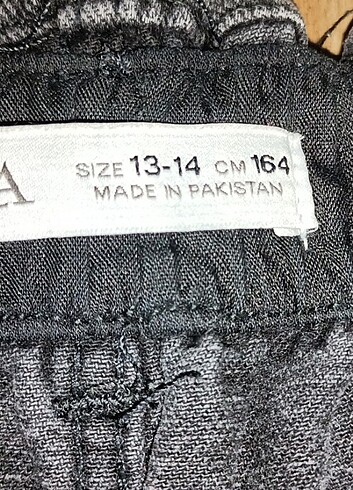 A
SIZE 13-14 CM 164
MADE IN PAKISTAN